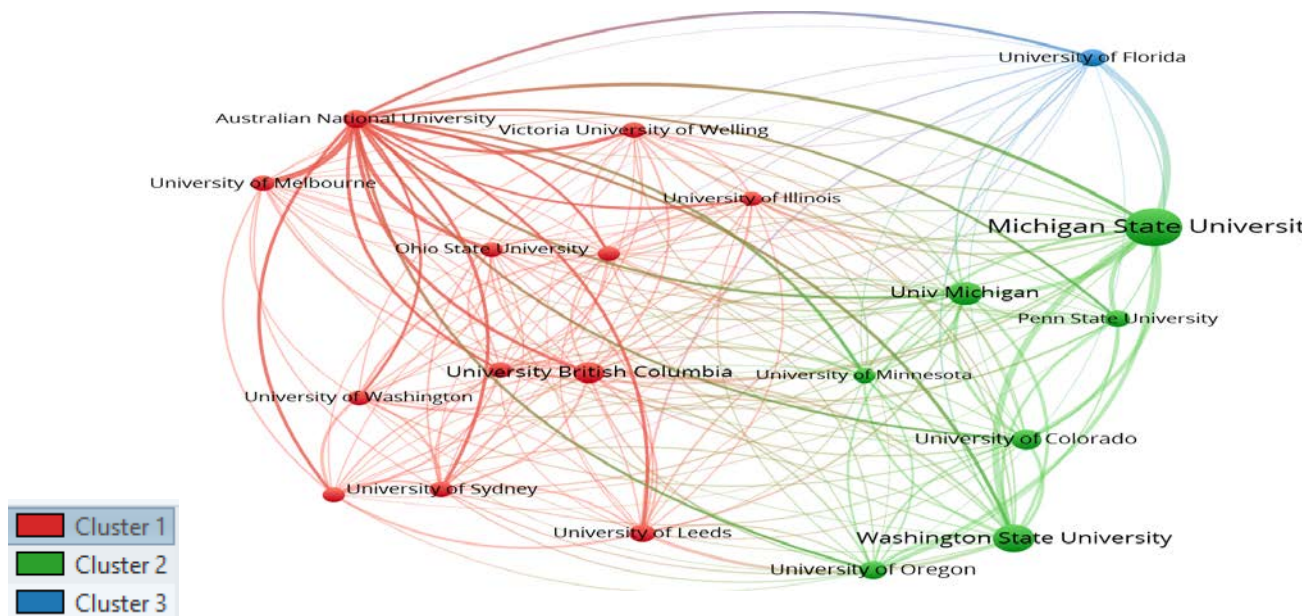 University of Florida
Australian National University
Victoria University of Welling
University of Melbourne
University of Illinois
Michigan State Universit
Ohio State University
Univ Michigan
Penn State University
University British Columbia
University of Minnesota
University of Washington
University of Colorado
University of Sydney
University of Leeds
Washington State University
University of Oregon
Cluster 1
Cluster 2
Cluster 3